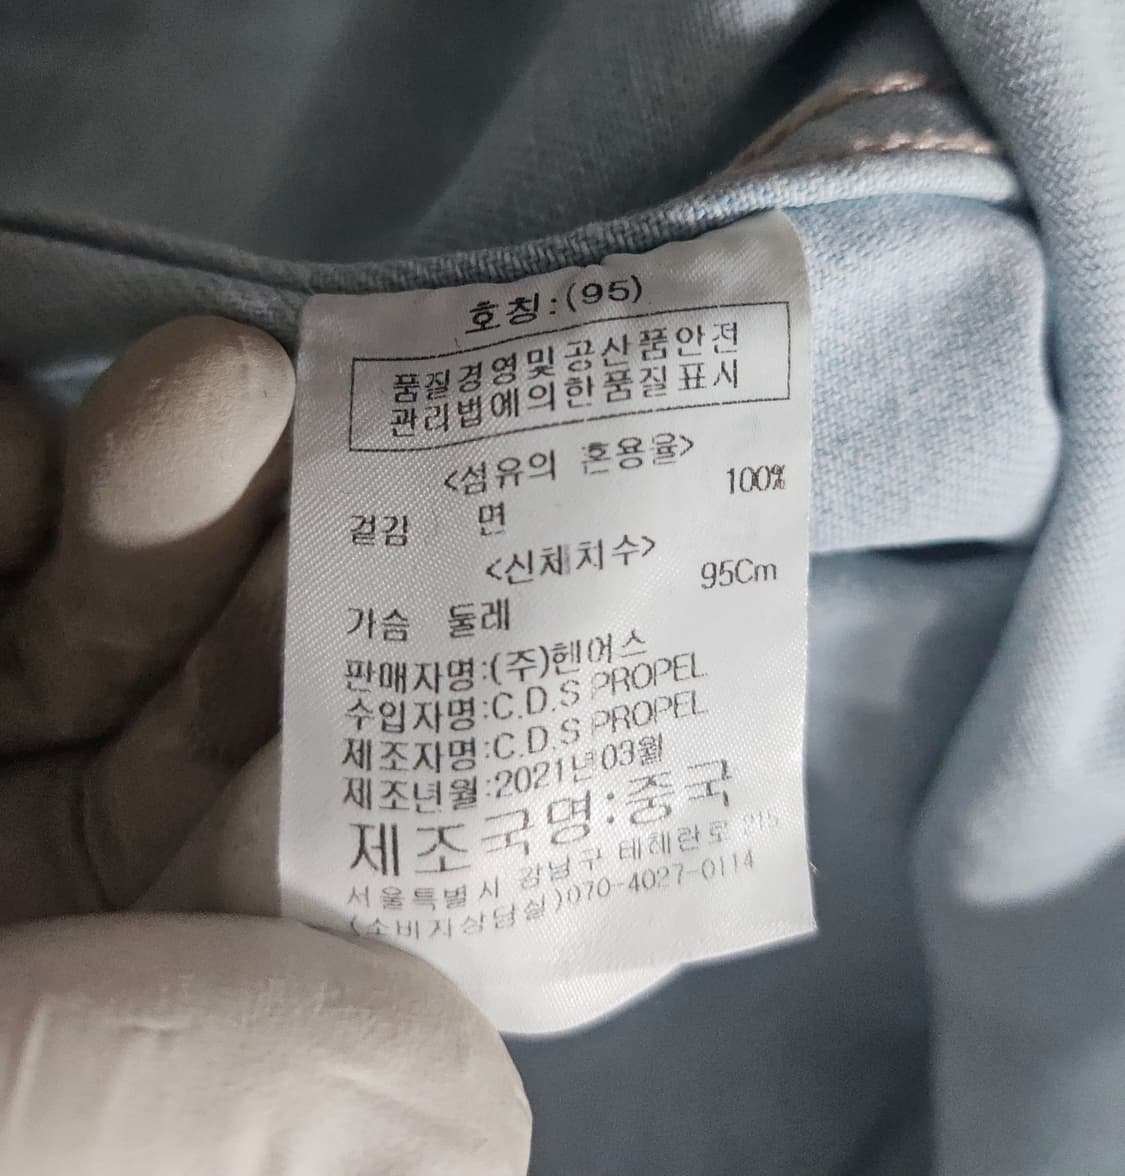 호칭:(95)
품질경영및공산품안전
관리법에의한품질표시
<섬유의 혼용율>
겉감 면 100%
<신체치수>
가슴 둘레 95Cm
판매자명:(주)헨어스
수입자명:C.D.S PROPEL
제조자명:C.D.S PROPEL
제조년월:2021년03월
제조국명:중국
서울특별시 강남구 테헤란로 215
(소비자상담실)070-4027-0114